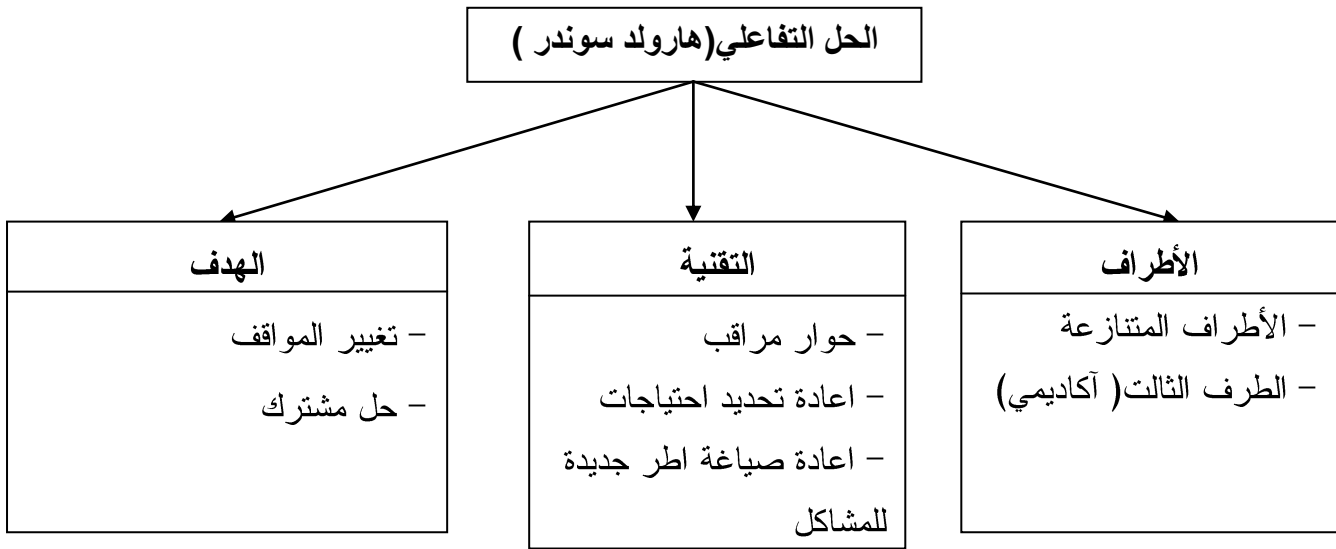 الحل التفاعلي(هارولد سوندر )
الأطراف
– الأطراف المتنازعة
– الطرف الثالت( آكاديمي)
التقنية
– حوار مراقب
– اعادة تحديد احتياجات
– اعادة صياغة اطر جديدة
للمشاكل
الهدف
– تغيير المواقف
– حل مشترك